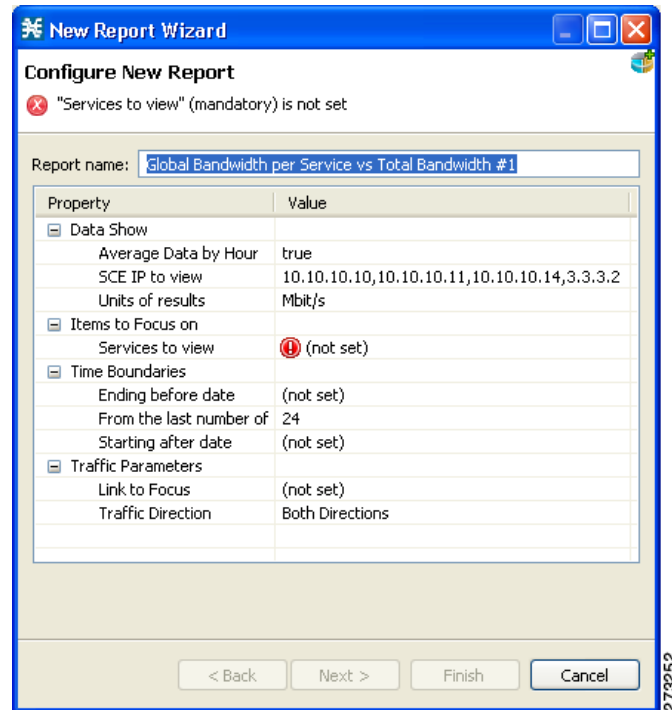 New Report Wizard
Configure New Report
"Services to view" (mandatory) is not set
Report name: Global Bandwidth per Service vs Total Bandwidth #1
Property Value
Data Show
Average Data by Hour true
SCE IP to view 10.10.10.10,10.10.10.11,10.10.10.14,3.3.3.2
Units of results Mbit/s
Items to Focus on
Services to view (not set)
Time Boundaries
Ending before date (not set)
From the last number of 24
Starting after date (not set)
Traffic Parameters
Link to Focus (not set)
Traffic Direction Both Directions
< Back Next > Finish Cancel
273252